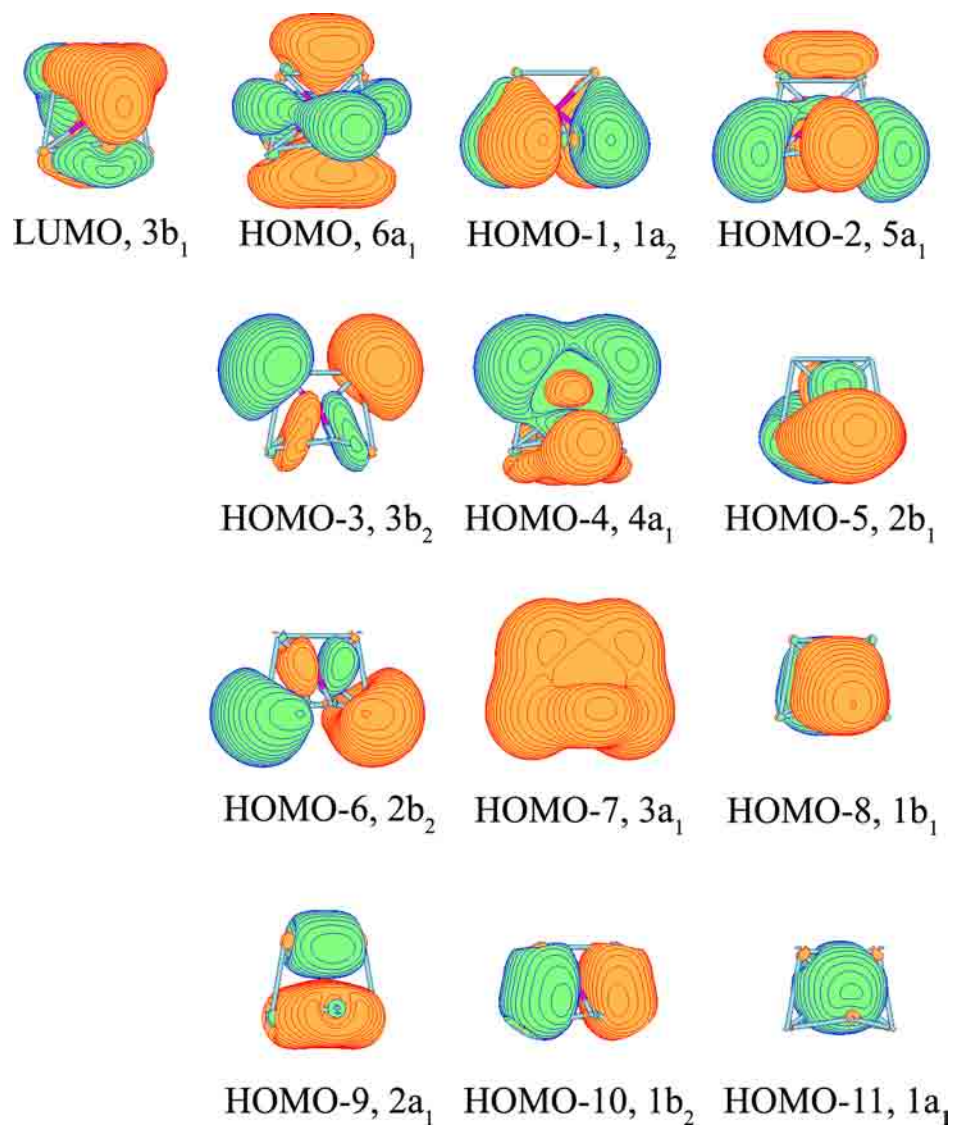 LUMO, 3b₁ HOMO, 6a₁ HOMO-1, 1a₂ HOMO-2, 5a₁
HOMO-3, 3b₂ HOMO-4, 4a₁ HOMO-5, 2b₁
HOMO-6, 2b₂ HOMO-7, 3a₁ HOMO-8, 1b₁
HOMO-9, 2a₁ HOMO-10, 1b₂ HOMO-11, 1a₁